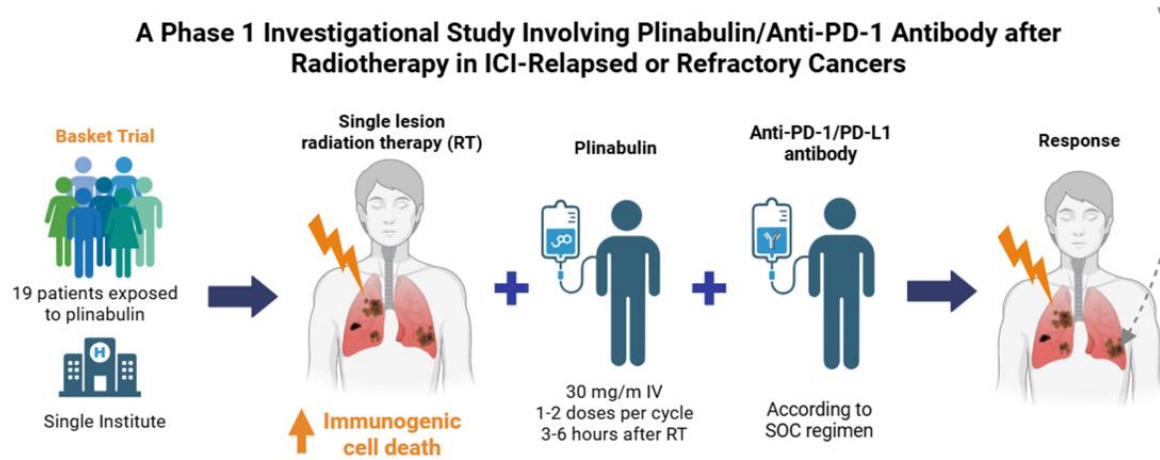 A Phase 1 Investigational Study Involving Plinabulin/Anti-PD-1 Antibody after
Radiotherapy in ICI-Relapsed or Refractory Cancers
Basket Trial
19 patients exposed
to plinabulin
H
Single Institute
Single lesion
radiation therapy (RT)
Immunogenic
cell death
Plinabulin
30 mg/m IV
1-2 doses per cycle
3-6 hours after RT
Anti-PD-1/PD-L1
antibody
According to
SOC regimen
Response